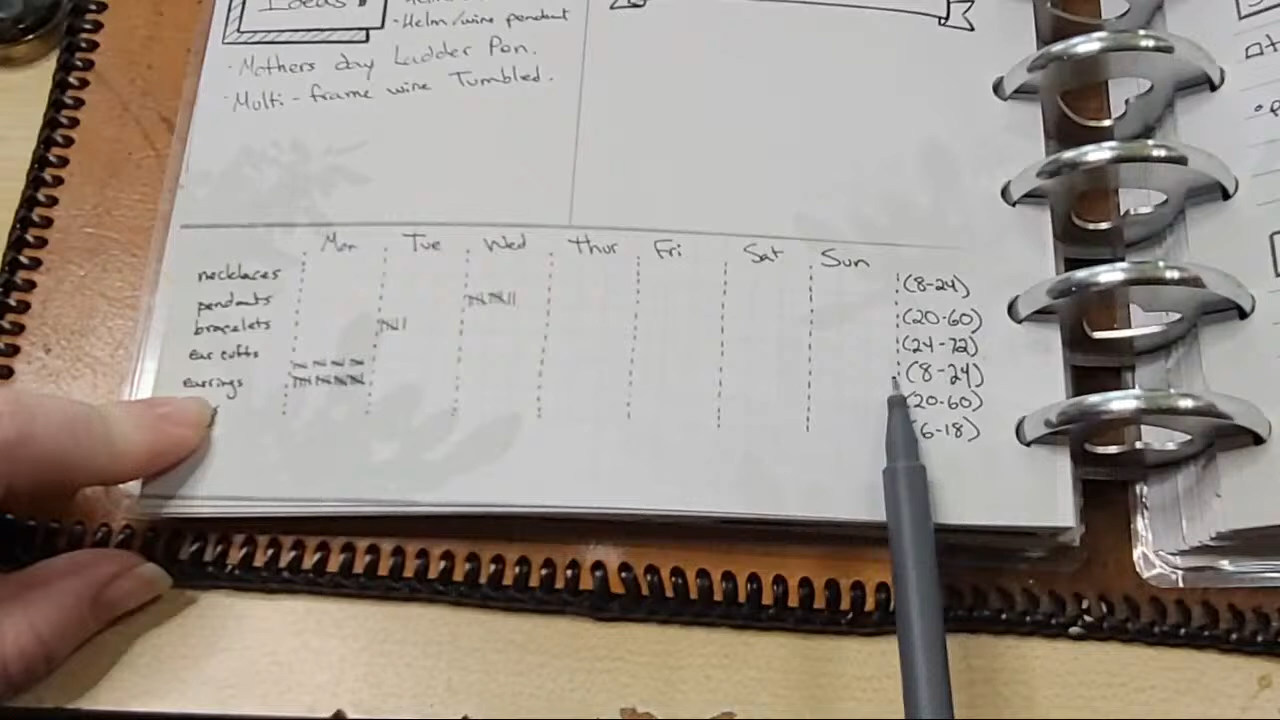 Ideas!
·Helm/wire pendant
·Mothers day Ladder Pen.
·Multi-frame wire Tumbled.
Mon Tue Wed Thur Fri Sat Sun
necklaces (8-24)
pendants (20-60)
bracelets (24-72)
ear cuffs (8-24)
earrings (20-60)
(6-18)